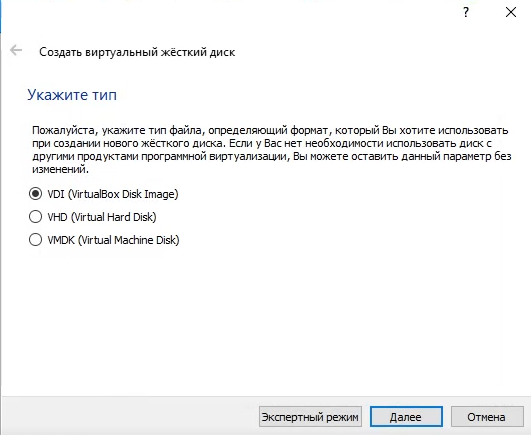 ?
Создать виртуальный жёсткий диск
Укажите тип
Пожалуйста, укажите тип файла, определяющий формат, который Вы хотите использовать
при создании нового жёсткого диска. Если у Вас нет необходимости использовать диск с
другими продуктами программной виртуализации, Вы можете оставить данный параметр без
изменений.
VDI (VirtualBox Disk Image)
VHD (Virtual Hard Disk)
VMDK (Virtual Machine Disk)
Экспертный режим Далее Отмена